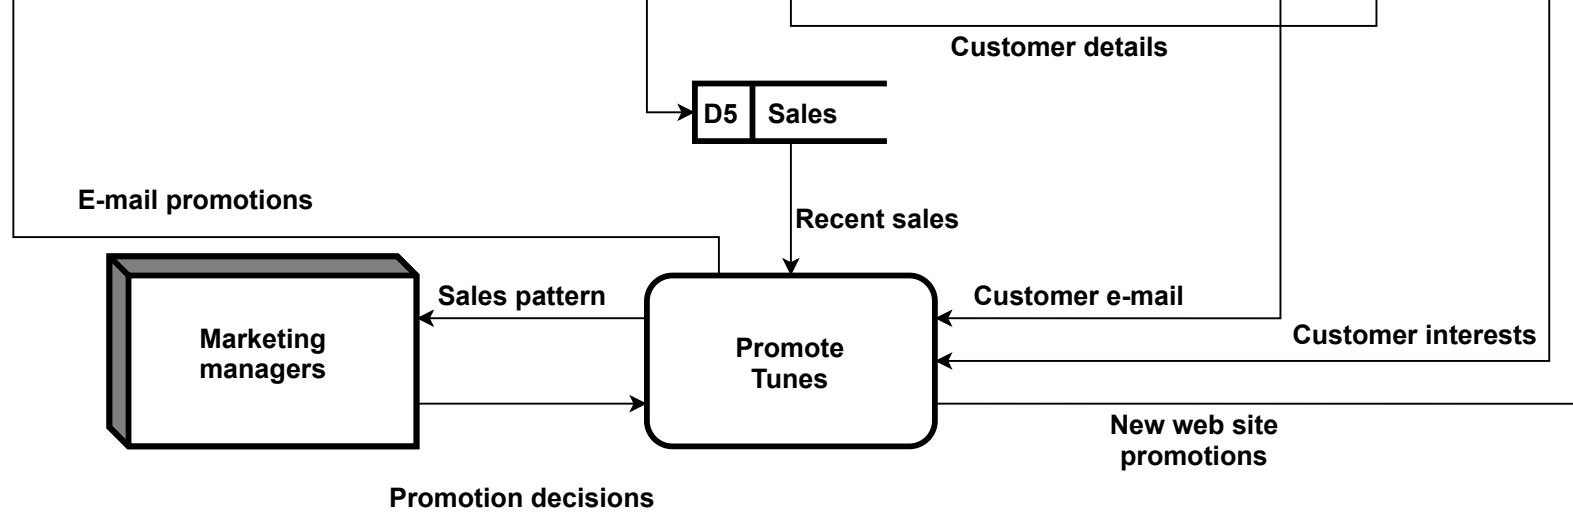 Customer details
D5 Sales
E-mail promotions
Recent sales
Sales pattern
Customer e-mail
Customer interests
Marketing
managers
Promote
Tunes
New web site
promotions
Promotion decisions